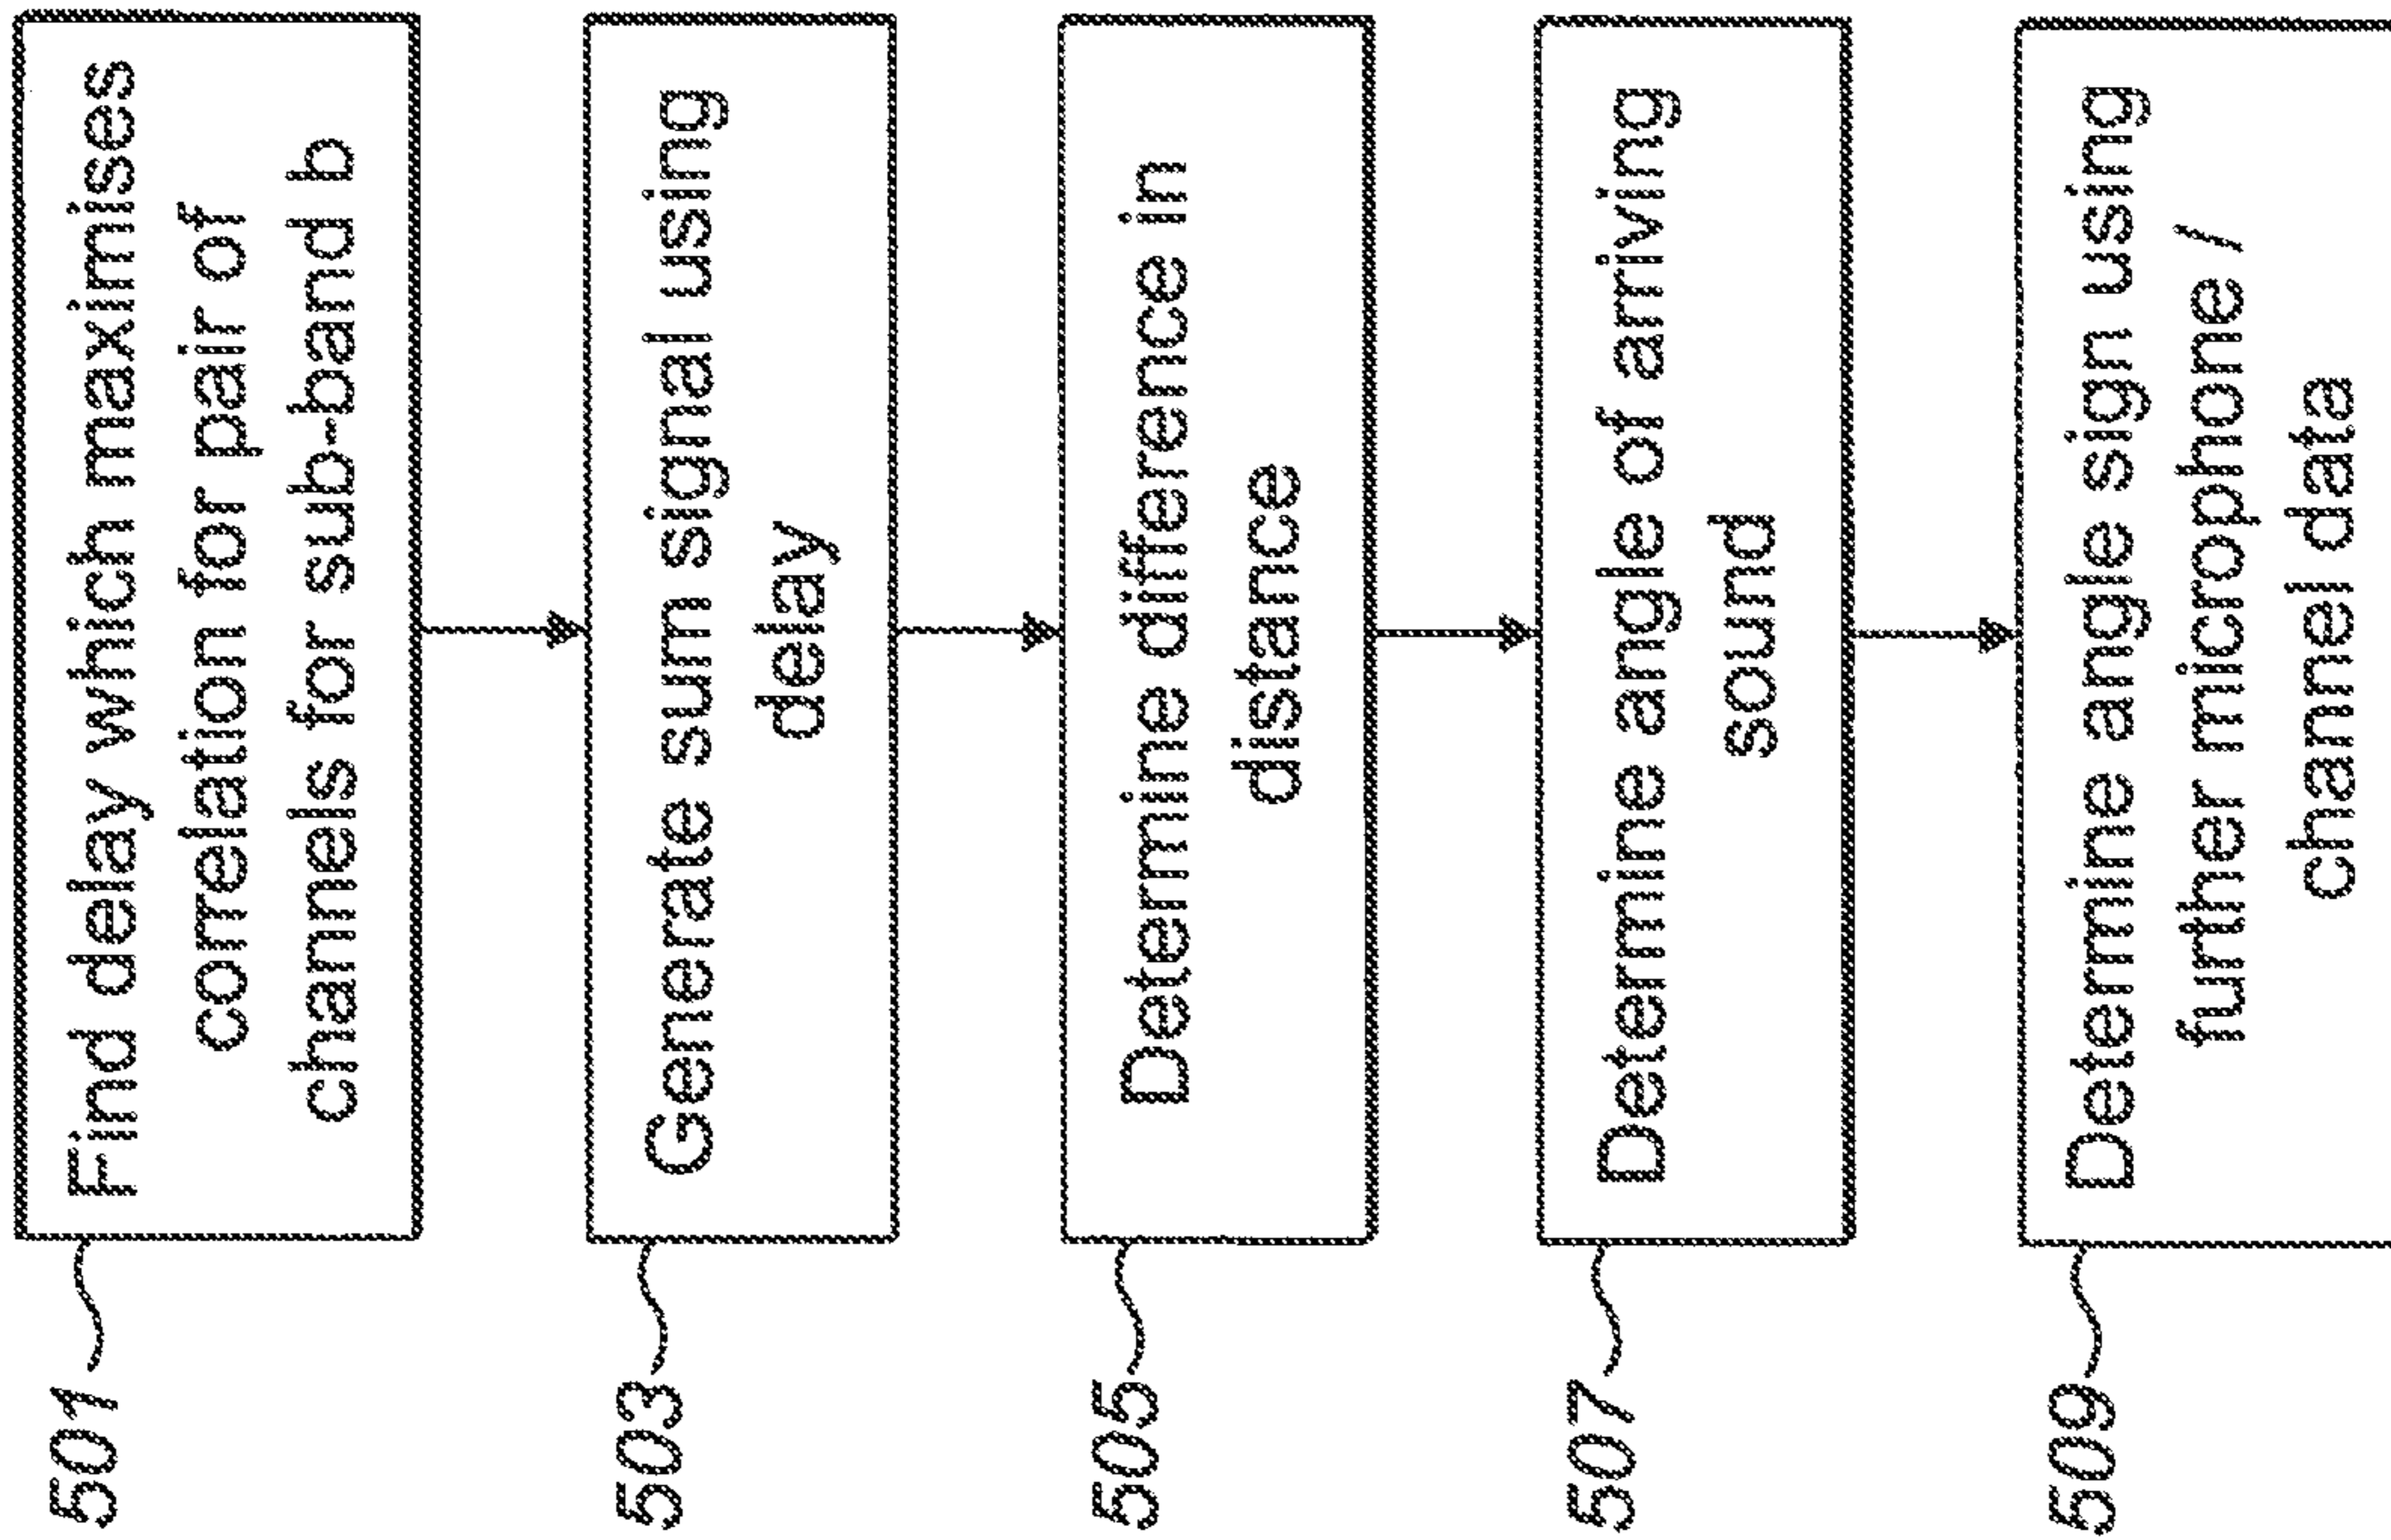 501
Find delay which maximises
correlation for pair of
channels for sub-band b
503
Generate sum signal using
delay
505
Determine difference in
distance
507
Determine angle of arriving
sound
509
Determine angle sign using
further microphone /
channel data